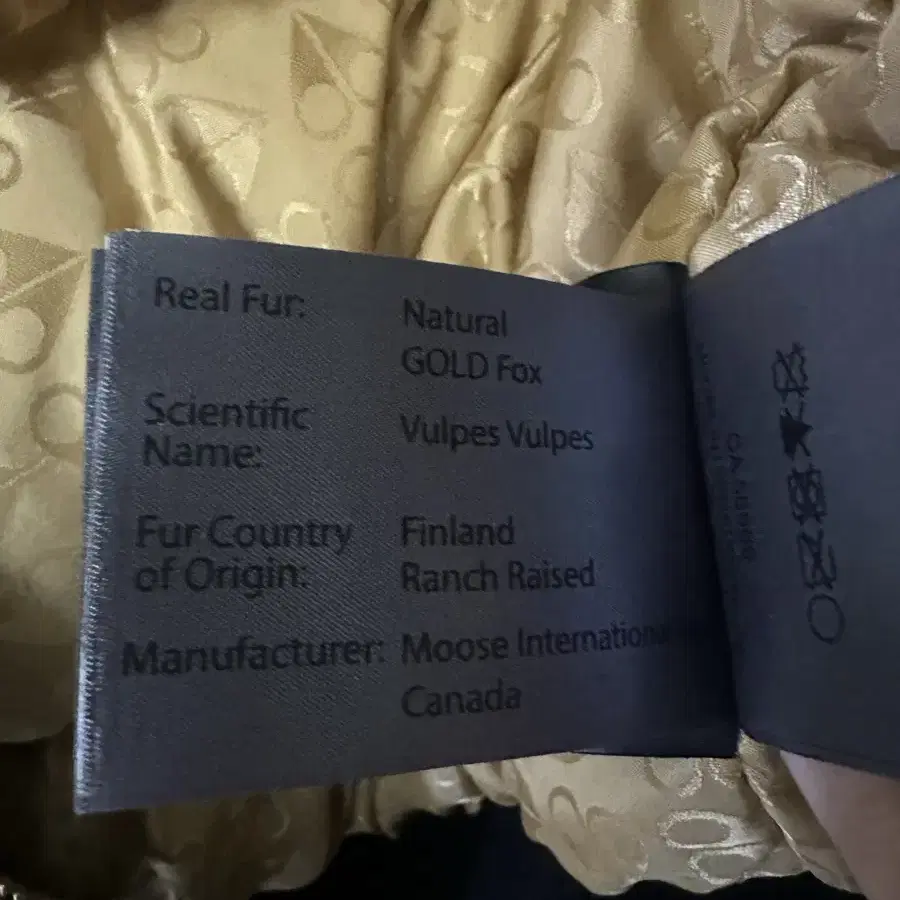 Real Fur: Natural
GOLD Fox
Scientific
Name: Vulpes Vulpes
Fur Country
of Origin: Finland
Ranch Raised
Manufacturer: Moose International
Canada